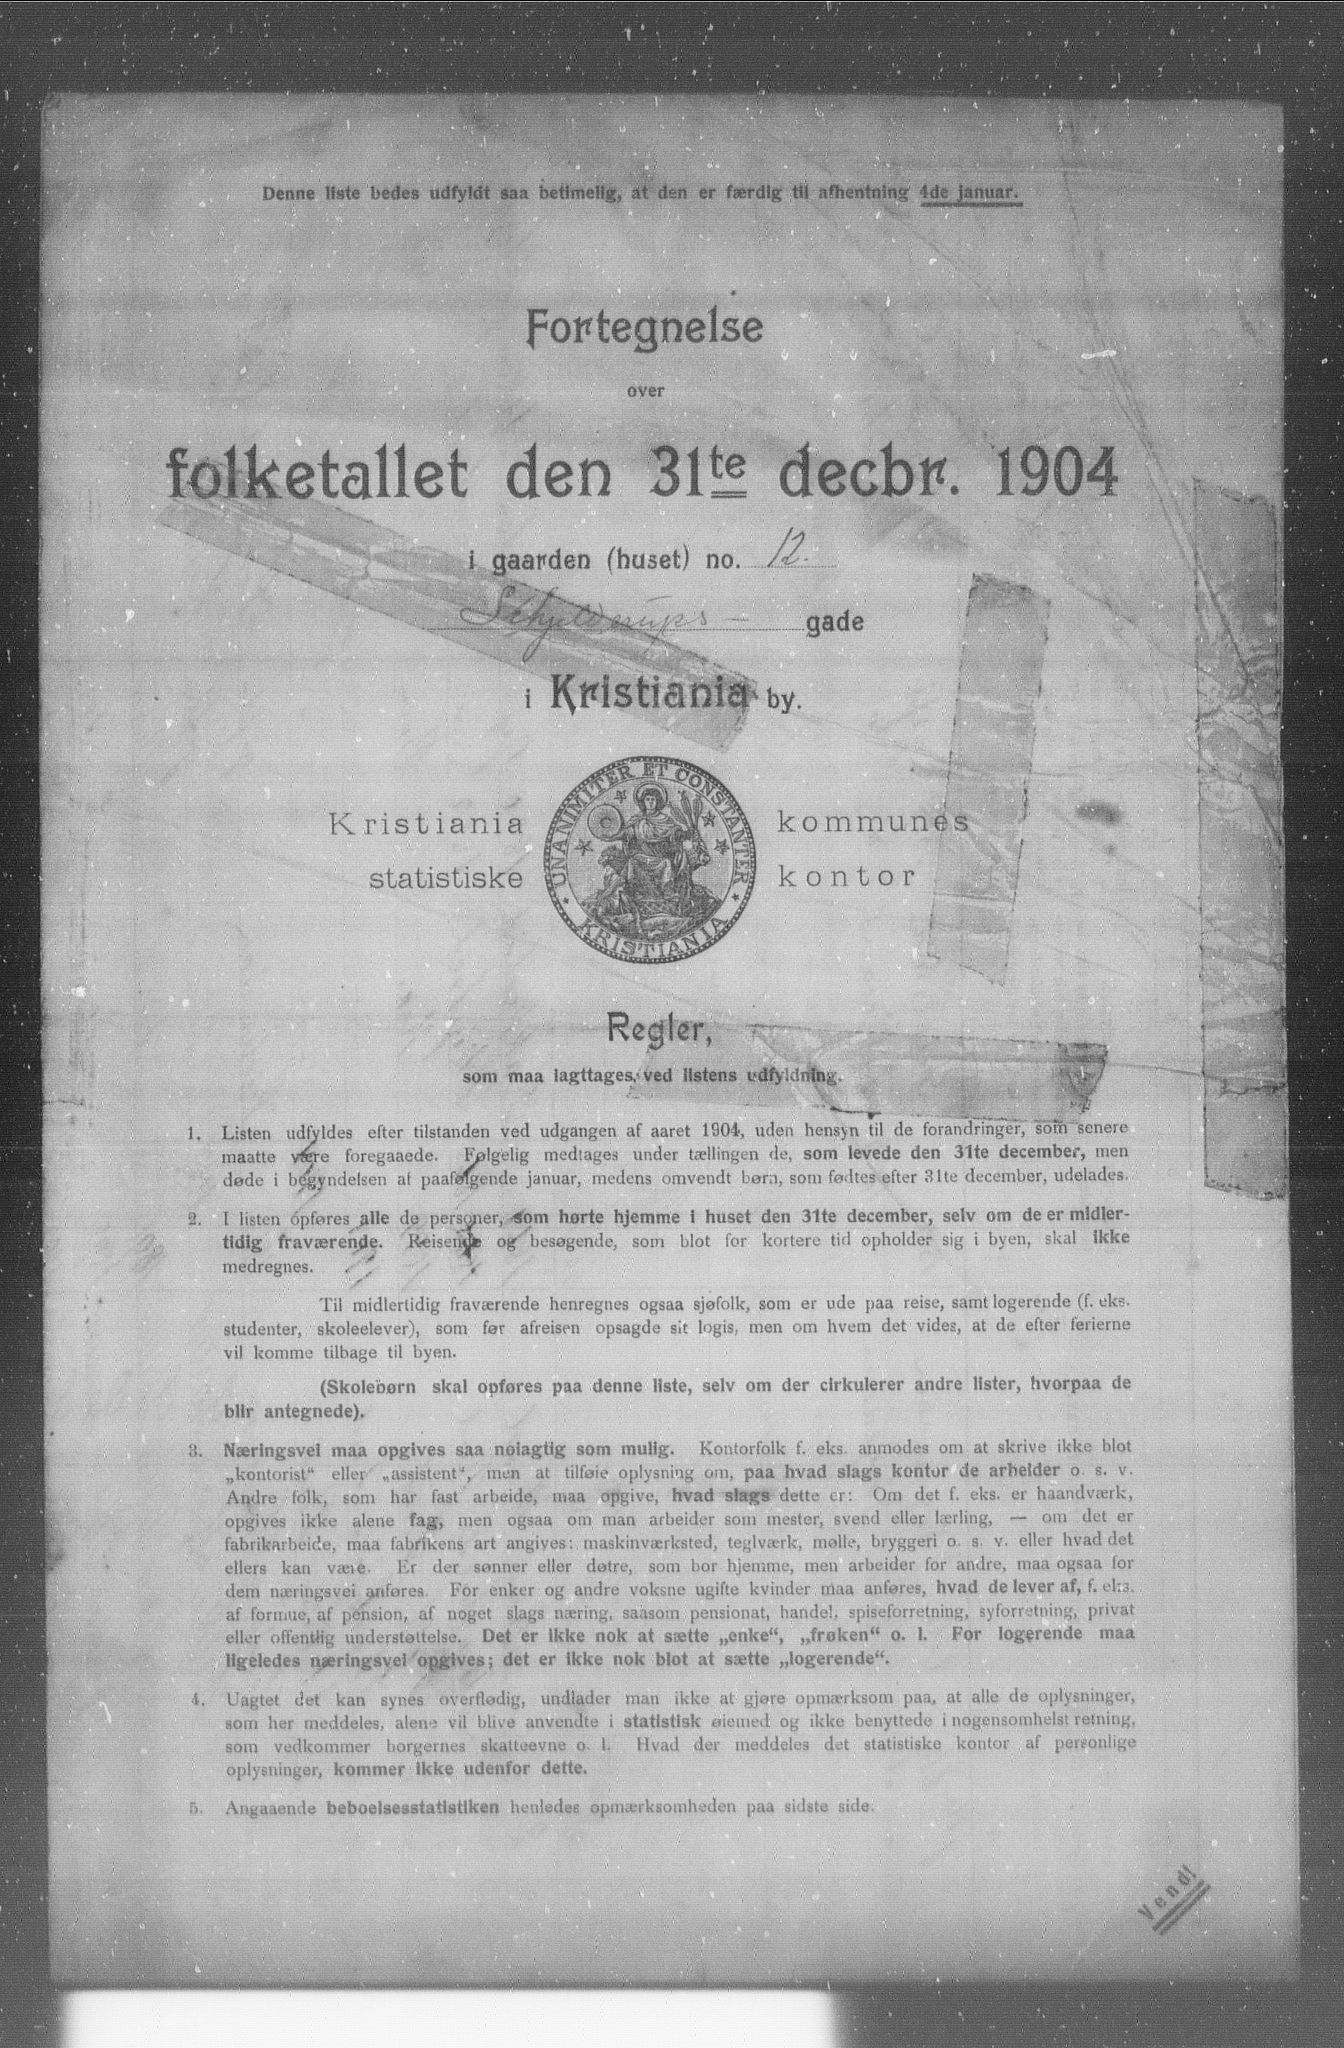 Denne liste bedes udfyldt saa betimelig, at den er færdig til afhentning 4de januar.
Fortegnelse
over
folketallet den 31te decbr. 1904
i gaarden (huset) no. 12.
Schjelderups- gade
i Kristiania by.
Kristiania kommunes
statistiske kontor
UNANIMITER ET CONSTANTER
KRISTIANIA
Regler,
som maa iagttages ved listens udfyldning.
1. Listen udfyldes efter tilstanden ved udgangen af aaret 1904, uden hensyn til de forandringer, som senere
maatte være foregaaede. Følgelig medtages under tællingen de, som levede den 31te december, men
døde i begyndelsen af paafølgende januar, medens omvendt børn, som fødtes efter 31te december, udelades.
2. I listen opføres alle de personer, som hørte hjemme i huset den 31te december, selv om de er midler-
tidig fraværende. Reisende og besøgende, som blot for kortere tid opholder sig i byen, skal ikke
medregnes.
Til midlertidig fraværende henregnes ogsaa sjøfolk, som er ude paa reise, samt logerende (f. eks.
studenter, skoleelever), som før afreisen opsagde sit logis, men om hvem det vides, at de efter ferierne
vil komme tilbage til byen.
(Skolebørn skal opføres paa denne liste, selv om der cirkulerer andre lister, hvorpaa de
blir antegnede).
3. Næringsvei maa opgives saa nøiagtig som mulig. Kontorfolk f. eks. anmodes om at skrive ikke blot
„kontorist“ eller „assistent“, men at tilføie oplysning om, paa hvad slags kontor de arbeider o. s. v.
Andre folk, som har fast arbeide, maa opgive, hvad slags dette er: Om det f. eks. er haandværk,
opgives ikke alene fag, men ogsaa om man arbeider som mester, svend eller lærling, — om det er
fabrikarbeide, maa fabrikens art angives: maskinværksted, teglværk, mølle, bryggeri o. s. v. eller hvad det
ellers kan være. Er der sønner eller døtre, som bor hjemme, men arbeider for andre, maa ogsaa for
dem næringsvei anføres. For enker og andre voksne ugifte kvinder maa anføres, hvad de lever af, f. eks.
af formue, af pension, af noget slags næring, saasom pensionat, handel, spiseforretning, syforretning, privat
eller offentlig understøttelse. Det er ikke nok at sætte „enke“, „frøken“ o. l. For logerende maa
ligeledes næringsvei opgives; det er ikke nok blot at sætte „logerende“.
4. Uagtet det kan synes overflødig, undlader man ikke at gjøre opmærksom paa, at alle de oplysninger,
som her meddeles, alene vil blive anvendte i statistisk øiemed og ikke benyttede i nogensomhelst retning,
som vedkommer borgernes skatteevne o. l. Hvad der meddeles det statistiske kontor af personlige
oplysninger, kommer ikke udenfor dette.
5. Angaaende beboelsesstatistiken henledes opmærksomheden paa sidste side.
Vend!